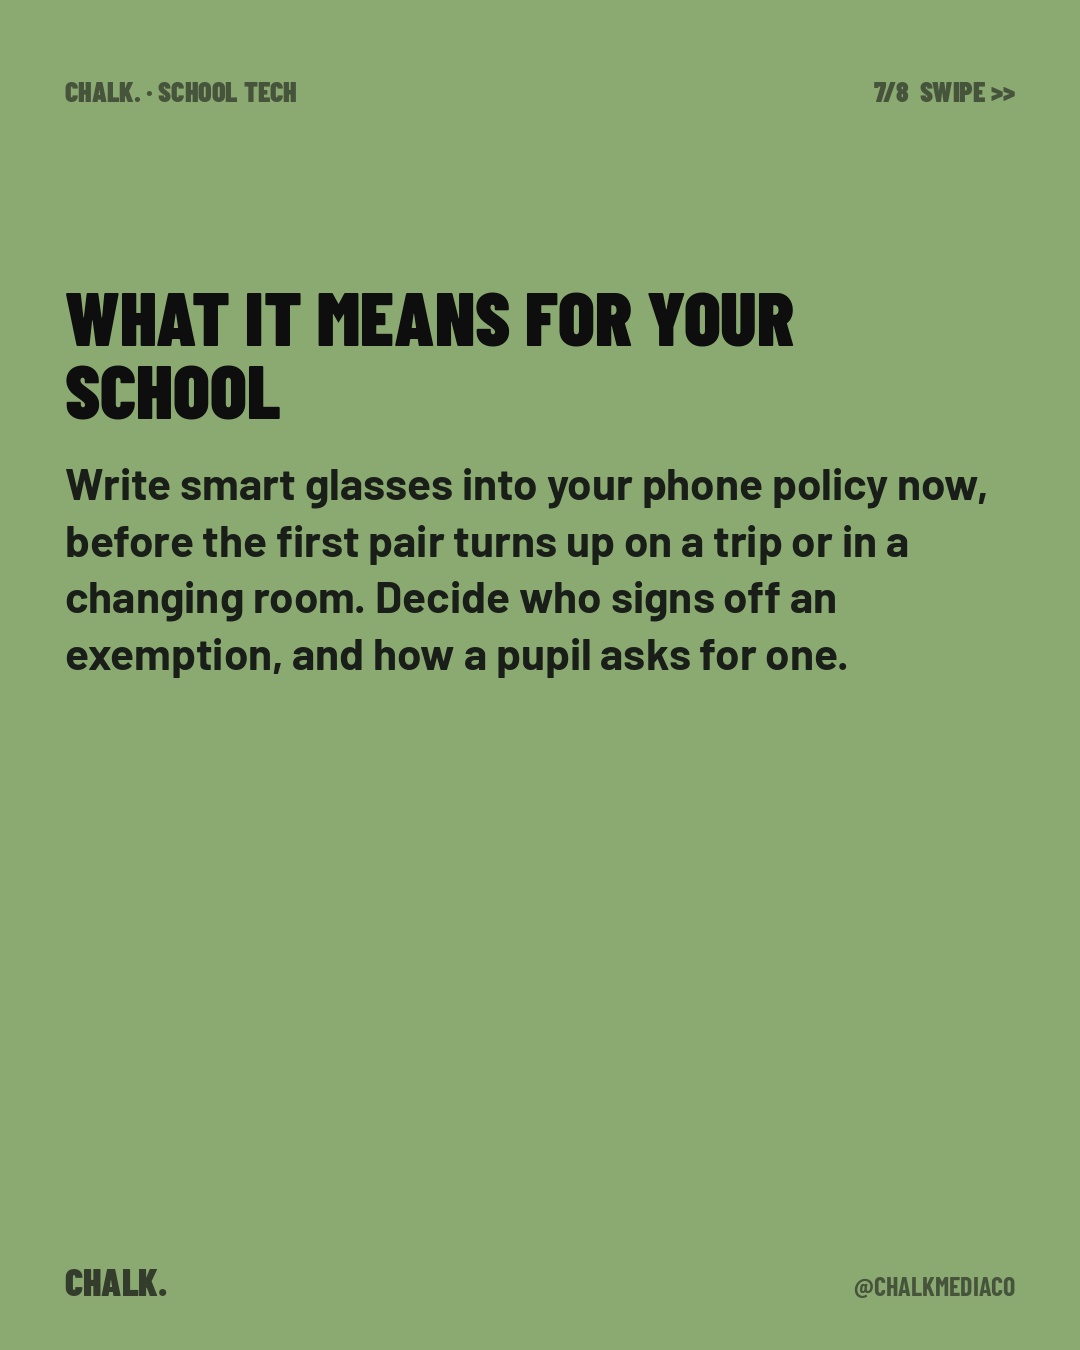 CHALK. · SCHOOL TECH
7/8 SWIPE >>
WHAT IT MEANS FOR YOUR
SCHOOL
Write smart glasses into your phone policy now,
before the first pair turns up on a trip or in a
changing room. Decide who signs off an
exemption, and how a pupil asks for one.
CHALK.
@CHALKMEDIACO